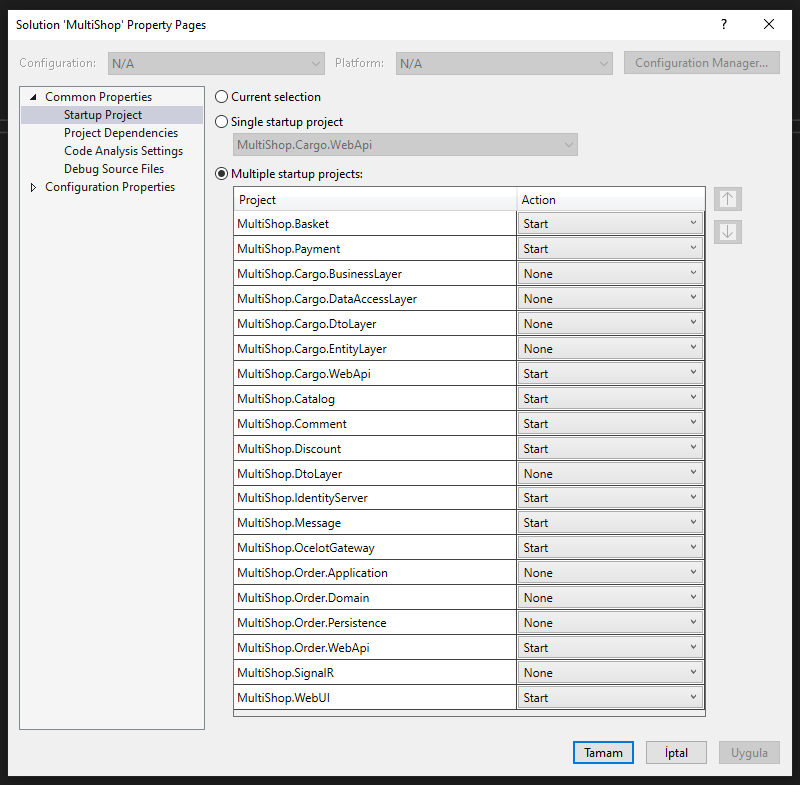 Solution 'MultiShop' Property Pages ?
Configuration: N/A Platform: N/A Configuration Manager...
Common Properties
Startup Project
Project Dependencies
Code Analysis Settings
Debug Source Files
Configuration Properties
Current selection
Single startup project
MultiShop.Cargo.WebApi
Multiple startup projects:
Project Action
MultiShop.Basket Start
MultiShop.Payment Start
MultiShop.Cargo.BusinessLayer None
MultiShop.Cargo.DataAccessLayer None
MultiShop.Cargo.DtoLayer None
MultiShop.Cargo.EntityLayer None
MultiShop.Cargo.WebApi Start
MultiShop.Catalog Start
MultiShop.Comment Start
MultiShop.Discount Start
MultiShop.DtoLayer None
MultiShop.IdentityServer Start
MultiShop.Message Start
MultiShop.OcelotGateway Start
MultiShop.Order.Application None
MultiShop.Order.Domain None
MultiShop.Order.Persistence None
MultiShop.Order.WebApi Start
MultiShop.SignalR None
MultiShop.WebUI Start
Tamam İptal Uygula